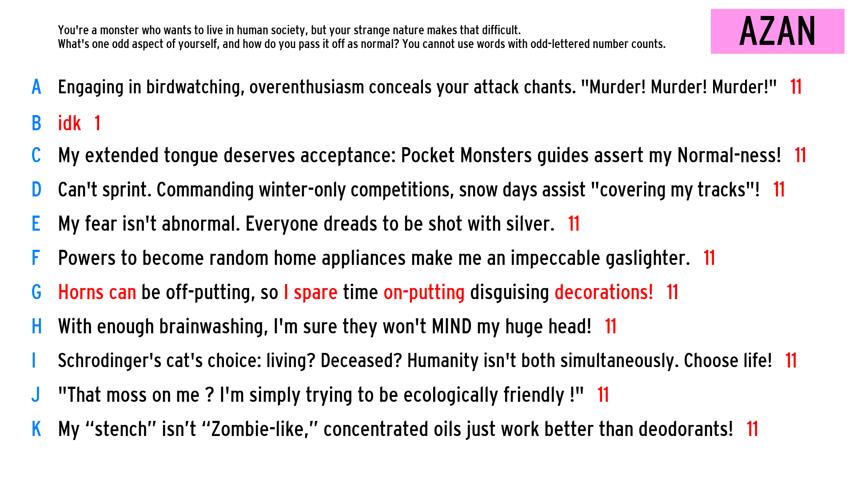 You're a monster who wants to live in human society, but your strange nature makes that difficult.
What's one odd aspect of yourself, and how do you pass it off as normal? You cannot use words with odd-lettered number counts.
AZAN
A Engaging in birdwatching, overenthusiasm conceals your attack chants. "Murder! Murder! Murder!" 11
B idk 1
C My extended tongue deserves acceptance: Pocket Monsters guides assert my Normal-ness! 11
D Can't sprint. Commanding winter-only competitions, snow days assist "covering my tracks"! 11
E My fear isn't abnormal. Everyone dreads to be shot with silver. 11
F Powers to become random home appliances make me an impeccable gaslighter. 11
G Horns can be off-putting, so I spare time on-putting disguising decorations! 11
H With enough brainwashing, I'm sure they won't MIND my huge head! 11
I Schrodinger's cat's choice: living? Deceased? Humanity isn't both simultaneously. Choose life! 11
J "That moss on me ? I'm simply trying to be ecologically friendly !" 11
K My “stench” isn’t “Zombie-like,” concentrated oils just work better than deodorants! 11